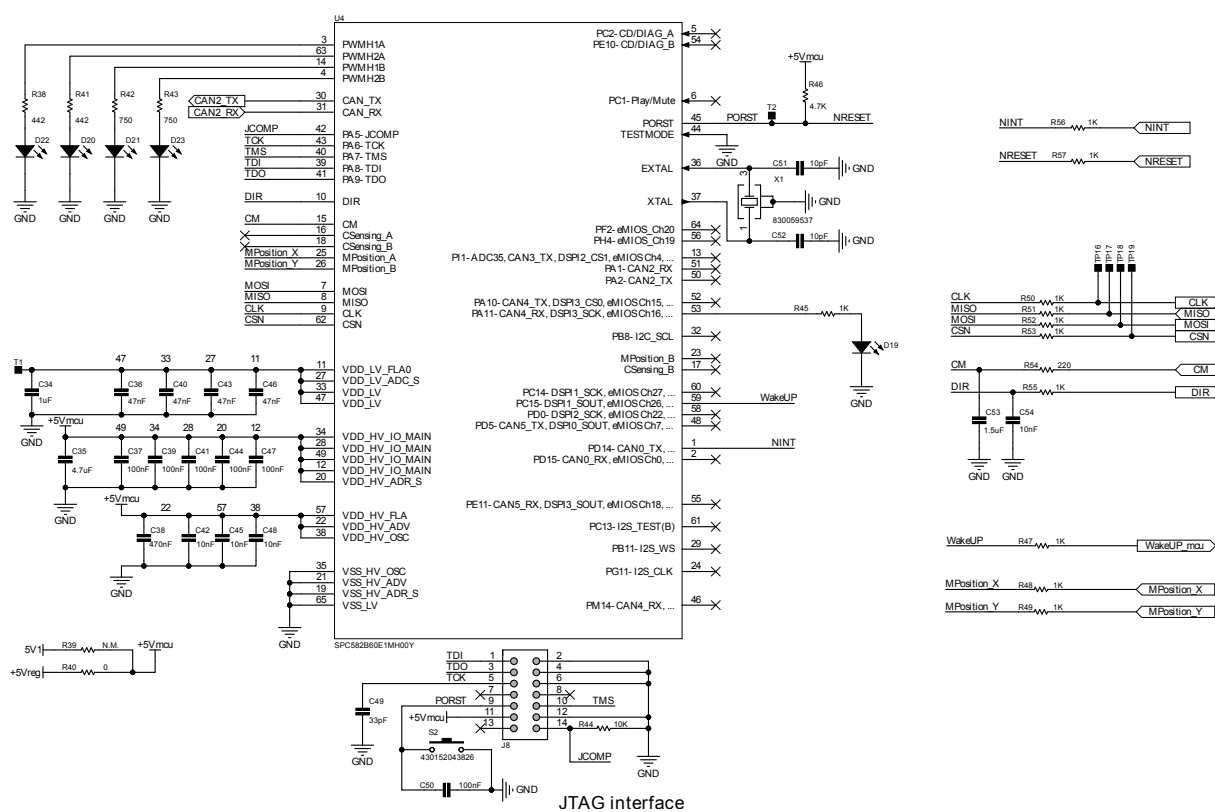 U4
3 PWMH1A
63 PWMH2A
14 PWMH1B
4 PWMH2B
R38 442
R41 442
R42 750
R43 750
D22 D20 D21 D23
GND GND GND GND
CAN2_TX 30 CAN_TX
CAN2_RX 31 CAN_RX
JCOMP 42 PA5- JCOMP
TCK 43 PA6- TCK
TMS 40 PA7- TMS
TDI 39 PA8- TDI
TDO 41 PA9- TDO
DIR 10 DIR
CM 15 CM
16 CSensing_A
18 CSensing_B
MPosition_X 25 MPosition_A
MPosition_Y 26 MPosition_B
MOSI 7 MOSI
MISO 8 MISO
CLK 9 CLK
CSN 62 CSN
T1 47 33 27 11
C34 1uF
C36 47nF
C40 47nF
C43 47nF
C46 47nF
GND
11 VDD_LV_FLA0
27 VDD_LV_ADC_S
33 VDD_LV
47 VDD_LV
+5Vmcu 49 34 28 20 12
C35 4.7uF
C37 100nF
C39 100nF
C41 100nF
C44 100nF
C47 100nF
GND
34 VDD_HV_IO_MAIN
28 VDD_HV_IO_MAIN
49 VDD_HV_IO_MAIN
12 VDD_HV_IO_MAIN
20 VDD_HV_ADR_S
+5Vmcu 22 57 38
C38 470nF
C42 10nF
C45 10nF
C48 10nF
GND
57 VDD_HV_FLA
22 VDD_HV_ADV
38 VDD_HV_OSC
35 VSS_HV_OSC
21 VSS_HV_ADV
19 VSS_HV_ADR_S
65 VSS_LV
GND
SPC582B60E1MH00Y
5V1 R39 N.M. +5Vmcu
+5Vreg R40 0
PC2- CD/DIAG_A 5
PE10- CD/DIAG_B 54
PC1- Play/Mute 6
PORST 45 PORST T2 NRESET
+5Vmcu R46 4.7K
TESTMODE 44 GND
EXTAL 36 C51 10pF GND
3 X1 1 GND
830059537
XTAL 37 C52 10pF GND
PF2- eMIOS_Ch20 64
PH4- eMIOS_Ch19 56
PI1- ADC35, CAN3_TX, DSPI2_CS1, eMIOSCh4, ... 13
PA1- CAN2_RX 51
PA2- CAN2_TX 50
PA10- CAN4_TX, DSPI3_CS0, eMIOSCh15, ... 52
PA11- CAN4_RX, DSPI3_SCK, eMIOSCh16, ... 53
R45 1K D19 GND
PB8- I2C_SCL 32
MPosition_B 23
CSensing_B 17
PC14- DSPI1_SCK, eMIOSCh27, ... 60
PC15- DSPI1_SOUT, eMIOSCh26, ... 59 WakeUP
PD0- DSPI2_SCK, eMIOSCh22, ... 58
PD5- CAN5_TX, DSPI0_SOUT, eMIOSCh7, ... 48
PD14- CAN0_TX, ... 1 NINT
PD15- CAN0_RX, eMIOSCh0, ... 2
PE11- CAN5_RX, DSPI3_SOUT, eMIOSCh18, ... 55
PC13- I2S_TEST(B) 61
PB11- I2S_WS 29
PG11- I2S_CLK 24
PM14- CAN4_RX, ... 46
NINT R56 1K NINT
NRESET R57 1K NRESET
TP16 TP17 TP18 TP19
CLK R50 1K CLK
MISO R51 1K MISO
MOSI R52 1K MOSI
CSN R53 1K CSN
CM R54 220 CM
DIR R55 1K DIR
C53 1.5uF
C54 10nF
GND GND
WakeUP R47 1K WakeUP_mcu
MPosition_X R48 1K MPosition_X
MPosition_Y R49 1K MPosition_Y
TDI 1 2
TDO 3 4
TCK 5 6
7 8
PORST 9 10 TMS
+5Vmcu 11 12
13 14 R44 10K
J8 JCOMP GND
C49 33pF GND
S2
430152043826
C50 100nF GND
JTAG interface